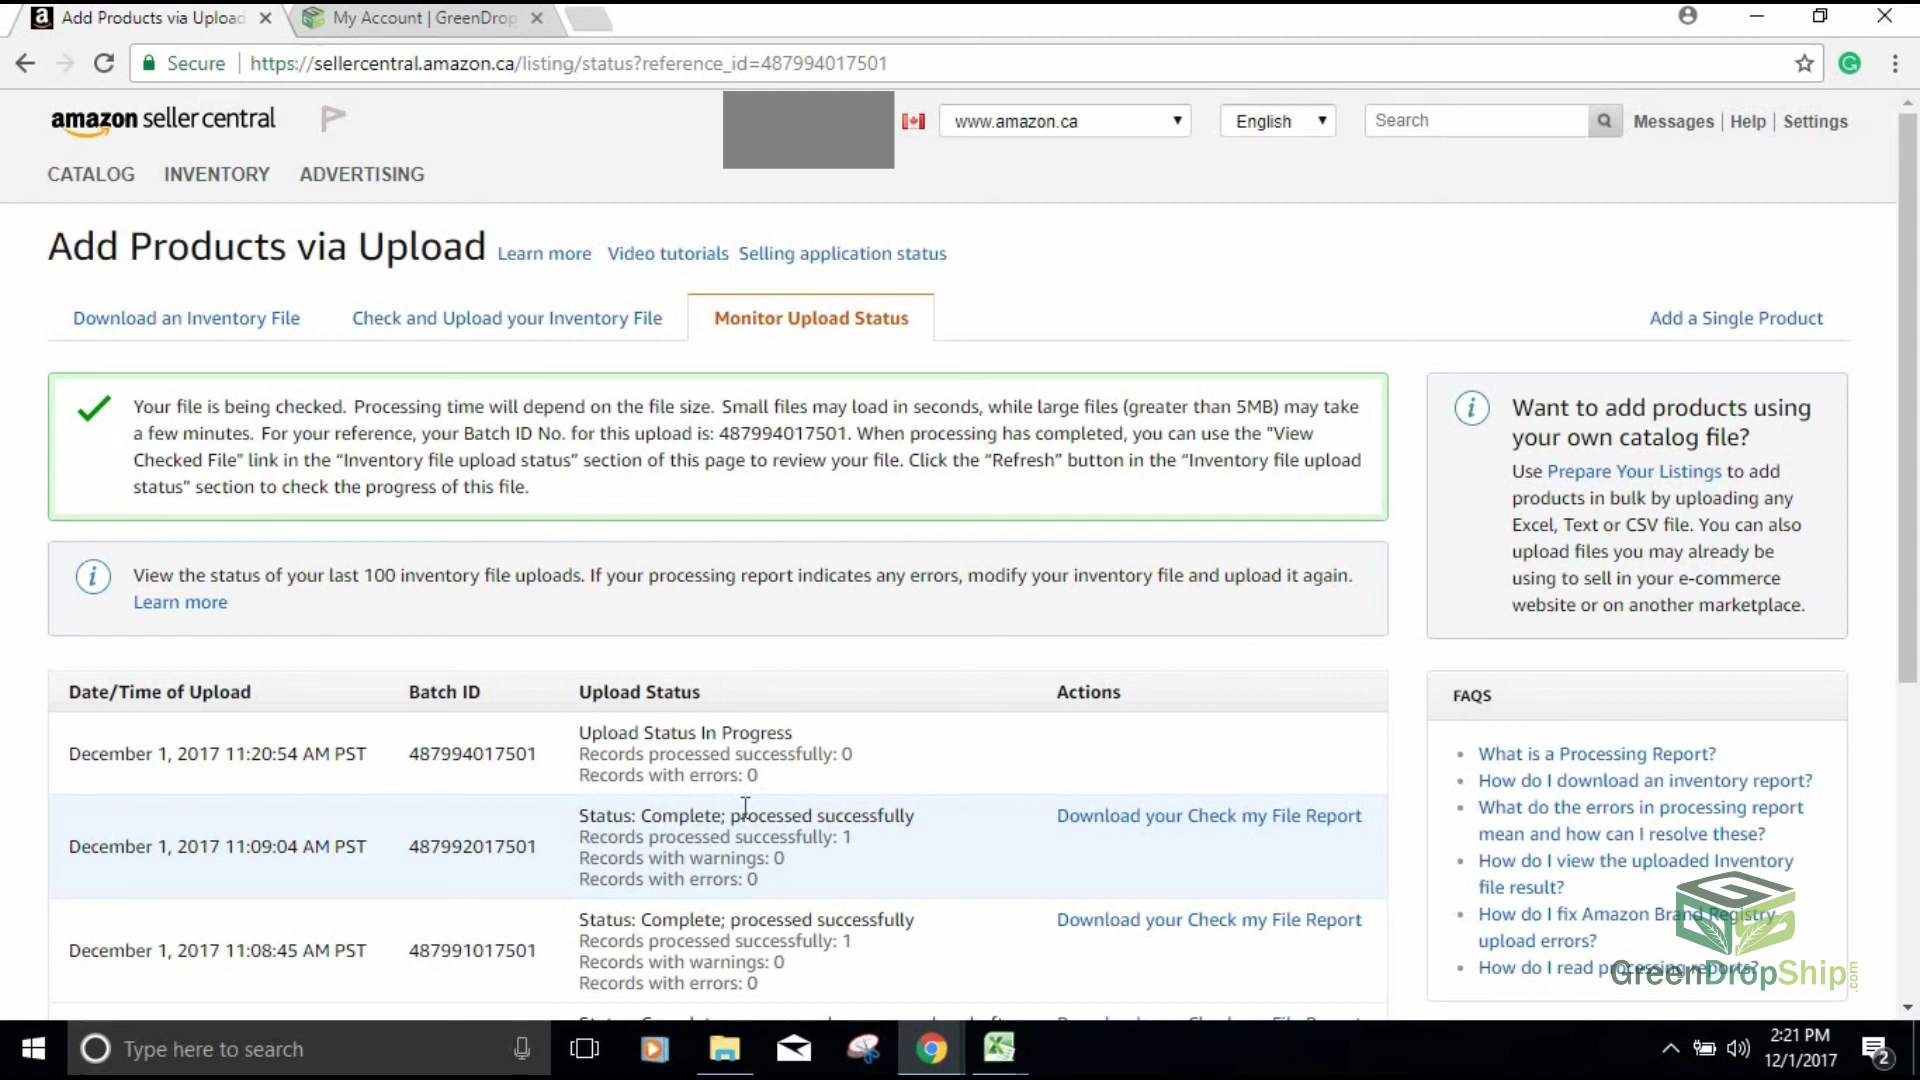 Add Products via Upload
My Account | GreenDrop
Secure
https://sellercentral.amazon.ca/listing/status?reference_id=487994017501
amazon seller central
www.amazon.ca
English
Search
Messages | Help | Settings
CATALOG INVENTORY ADVERTISING
Add Products via Upload Learn more Video tutorials Selling application status
Download an Inventory File
Check and Upload your Inventory File
Monitor Upload Status
Add a Single Product
Your file is being checked. Processing time will depend on the file size. Small files may load in seconds, while large files (greater than 5MB) may take
a few minutes. For your reference, your Batch ID No. for this upload is: 487994017501. When processing has completed, you can use the "View
Checked File" link in the “Inventory file upload status” section of this page to review your file. Click the “Refresh” button in the “Inventory file upload
status” section to check the progress of this file.
Want to add products using
your own catalog file?
Use Prepare Your Listings to add
products in bulk by uploading any
Excel, Text or CSV file. You can also
upload files you may already be
using to sell in your e-commerce
website or on another marketplace.
View the status of your last 100 inventory file uploads. If your processing report indicates any errors, modify your inventory file and upload it again.
Learn more
Date/Time of Upload Batch ID Upload Status Actions
December 1, 2017 11:20:54 AM PST
487994017501
Upload Status In Progress
Records processed successfully: 0
Records with errors: 0
December 1, 2017 11:09:04 AM PST
487992017501
Status: Complete; processed successfully
Records processed successfully: 1
Records with warnings: 0
Records with errors: 0
Download your Check my File Report
December 1, 2017 11:08:45 AM PST
487991017501
Status: Complete; processed successfully
Records processed successfully: 1
Records with warnings: 0
Records with errors: 0
Download your Check my File Report
FAQS
What is a Processing Report?
How do I download an inventory report?
What do the errors in processing report
mean and how can I resolve these?
How do I view the uploaded Inventory
file result?
How do I fix Amazon Brand Registry
upload errors?
How do I read processing reports?
GreenDropShip.com
Type here to search
2:21 PM
12/1/2017
2